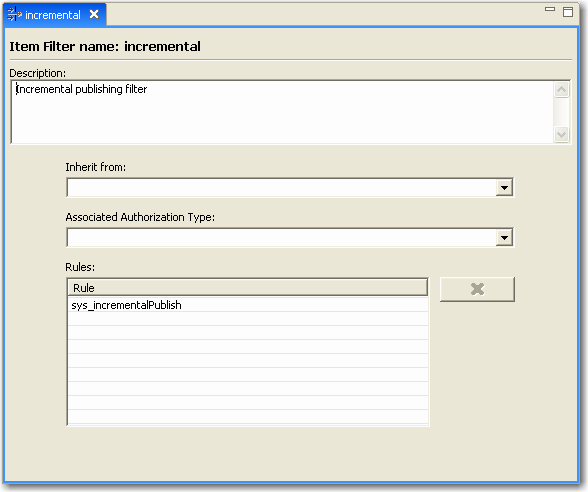 incremental
Item Filter name: incremental
Description:
Incremental publishing filter
Inherit from:
Associated Authorization Type:
Rules:
Rule
sys_incrementalPublish